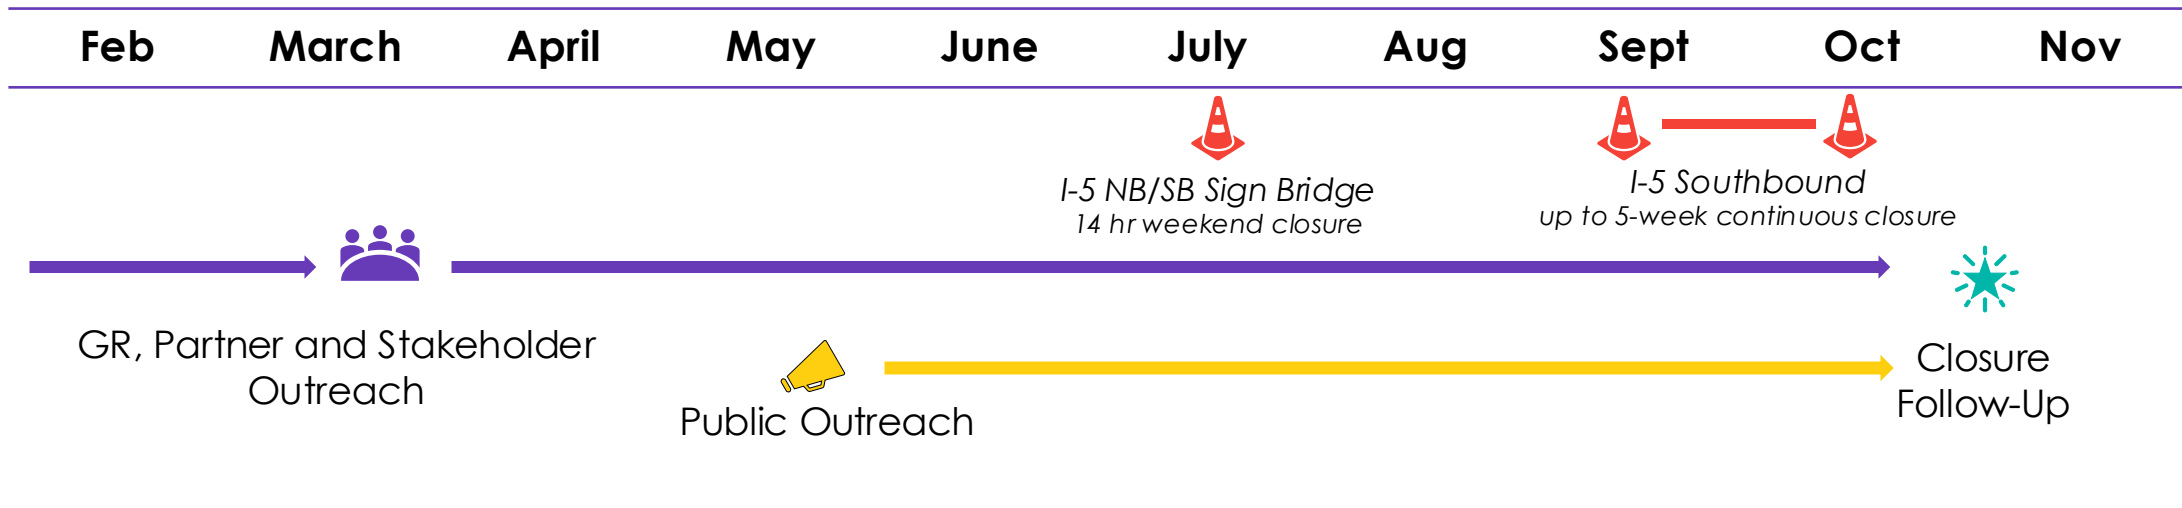 Feb March April May June July Aug Sept Oct Nov
I-5 NB/SB Sign Bridge
14 hr weekend closure
I-5 Southbound
up to 5-week continuous closure
GR, Partner and Stakeholder
Outreach
Public Outreach
Closure
Follow-Up